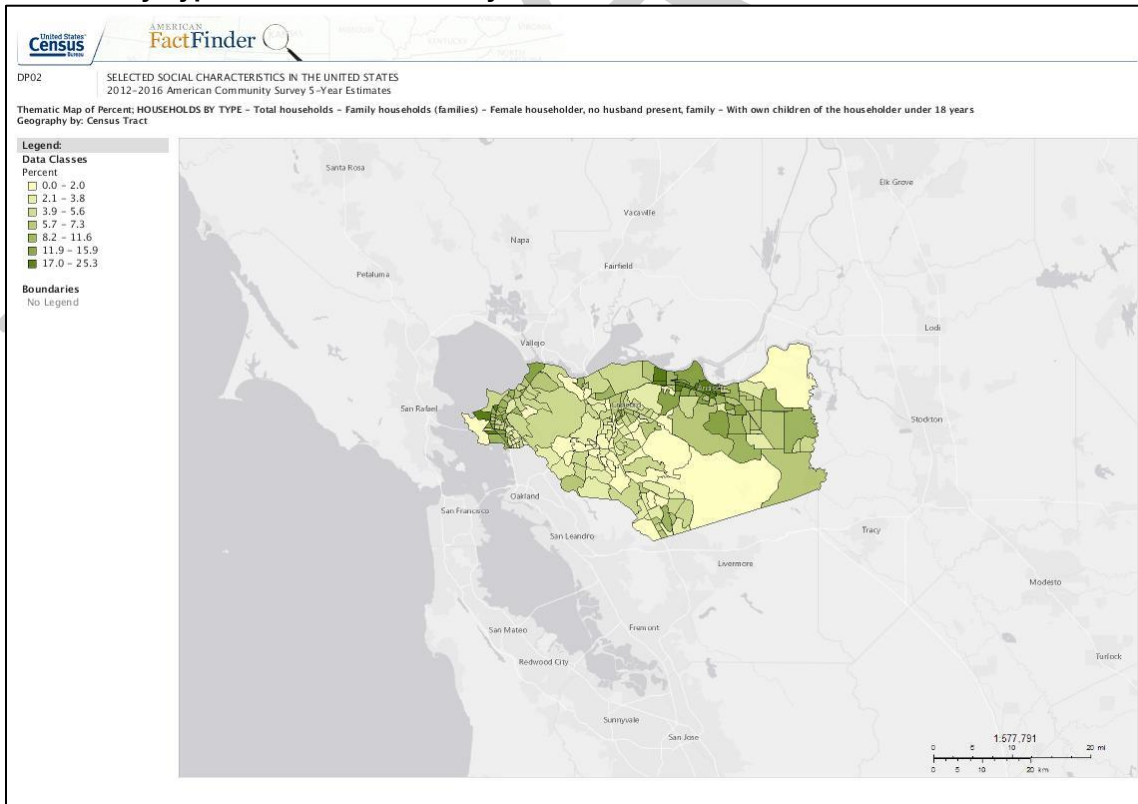 United States®
Census
Bureau
AMERICAN
FactFinder
DP02
SELECTED SOCIAL CHARACTERISTICS IN THE UNITED STATES
2012-2016 American Community Survey 5-Year Estimates
Thematic Map of Percent; HOUSEHOLDS BY TYPE - Total households - Family households (families) - Female householder, no husband present, family - With own children of the householder under 18 years
Geography by: Census Tract
Legend:
Data Classes
Percent
0.0 - 2.0
2.1 - 3.8
3.9 - 5.6
5.7 - 7.3
8.2 - 11.6
11.9 - 15.9
17.0 - 25.3
Boundaries
No Legend
Santa Rosa
Elk Grove
Vacaville
Napa
Fairfield
Petaluma
Lodi
Vallejo
Antioch
San Rafael
Stockton
Oakland
San Francisco
San Leandro
Tracy
Livermore
Modesto
San Mateo
Fremont
Redwood City
Turlock
Sunnyvale
San Jose
1:577,791
0 5 10 20 mi
0 5 10 20 km